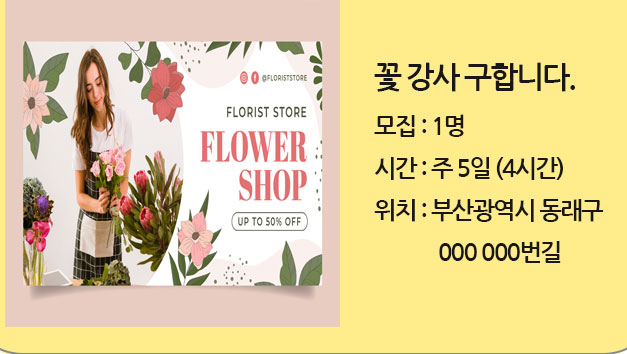 @FLORISTSTORE
FLORIST STORE
FLOWER
SHOP
UP TO 50% OFF
꽃 강사 구합니다.
모집 : 1명
시간 : 주 5일 (4시간)
위치 : 부산광역시 동래구
000 000번길